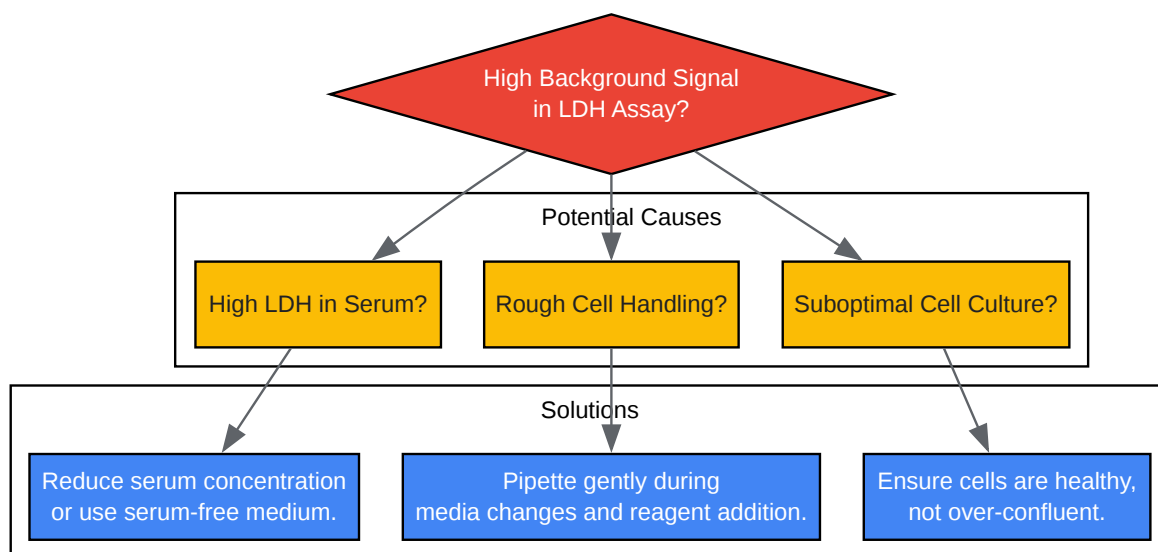 High Background Signal
in LDH Assay?
Potential Causes
High LDH in Serum?
Rough Cell Handling?
Suboptimal Cell Culture?
Solutions
Reduce serum concentration
or use serum-free medium.
Pipette gently during
media changes and reagent addition.
Ensure cells are healthy,
not over-confluent.